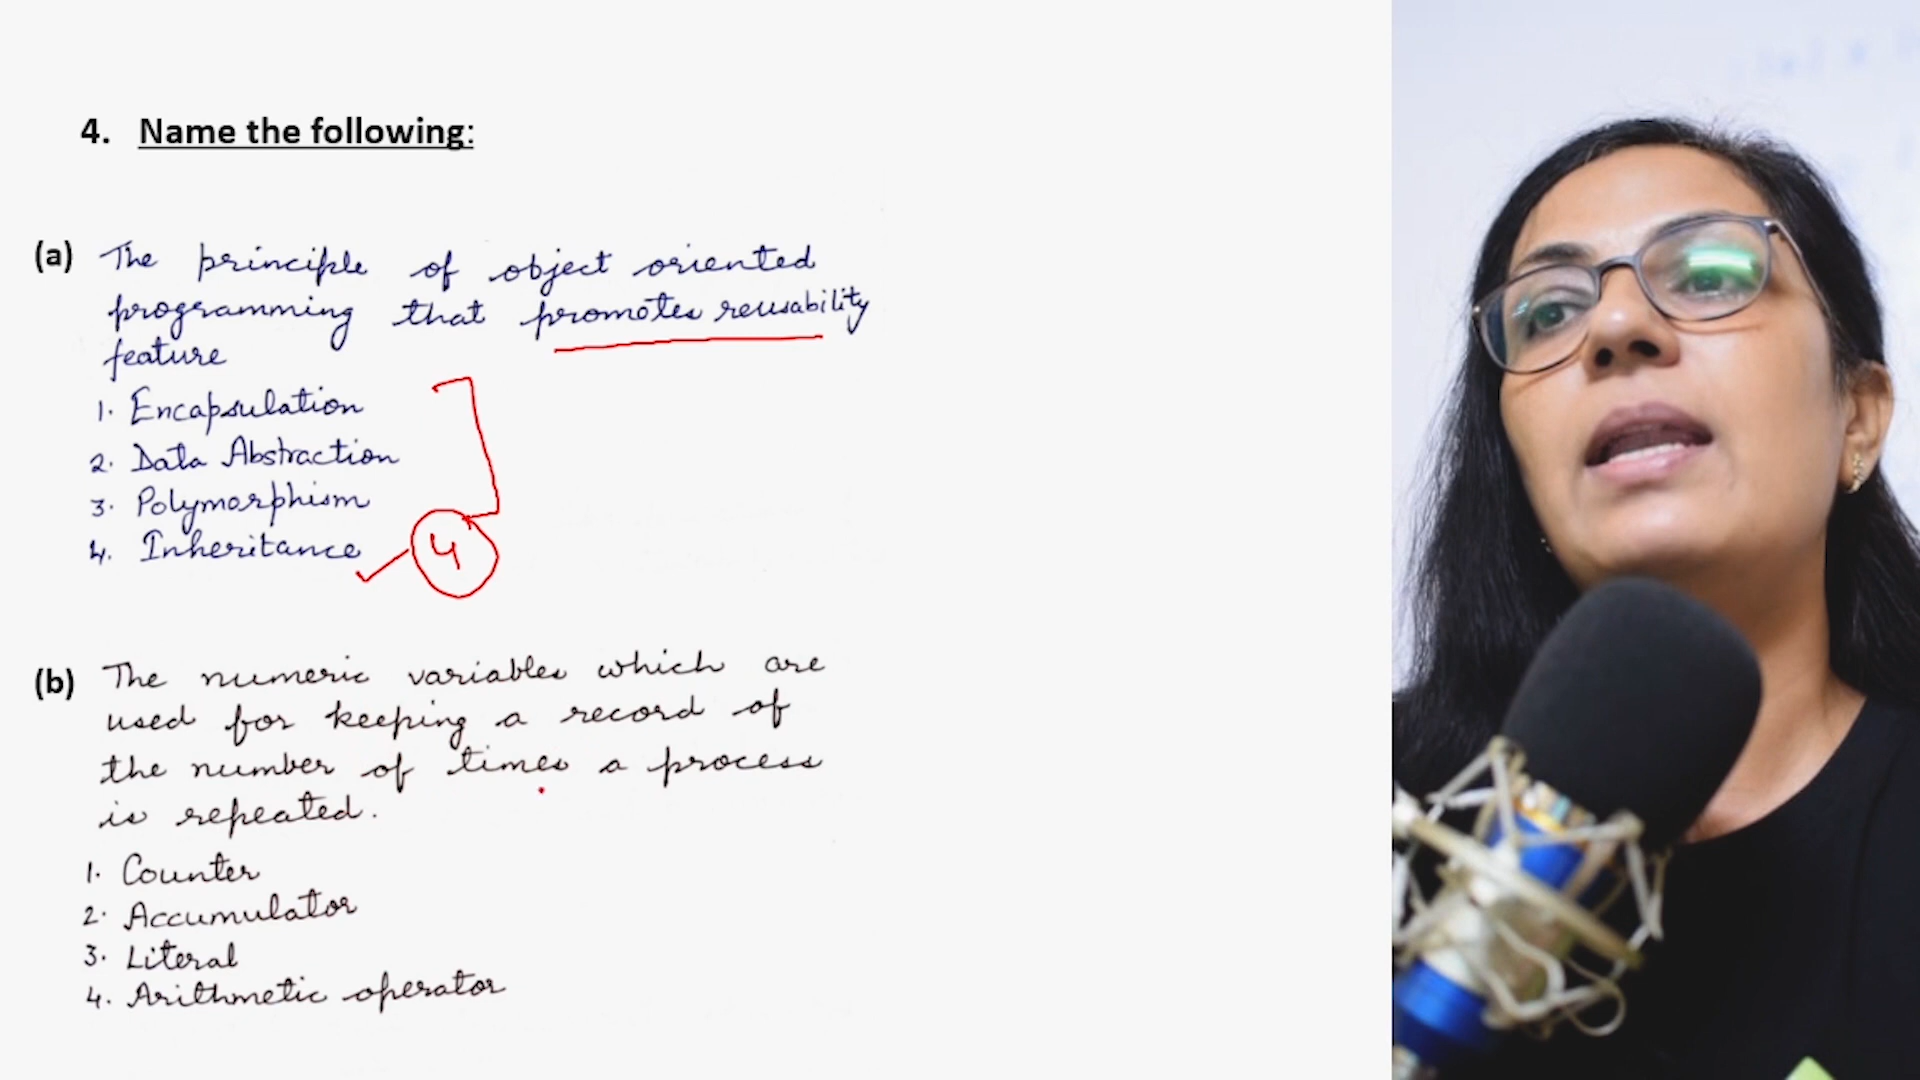 4. Name the following:
(a) The principle of object oriented
programming that promotes reusability
feature
1. Encapsulation
2. Data Abstraction
3. Polymorphism
4. Inheritance
4
(b) The numeric variables which are
used for keeping a record of
the number of times a process
is repeated.
1. Counter
2. Accumulator
3. Literal
4. Arithmetic operator